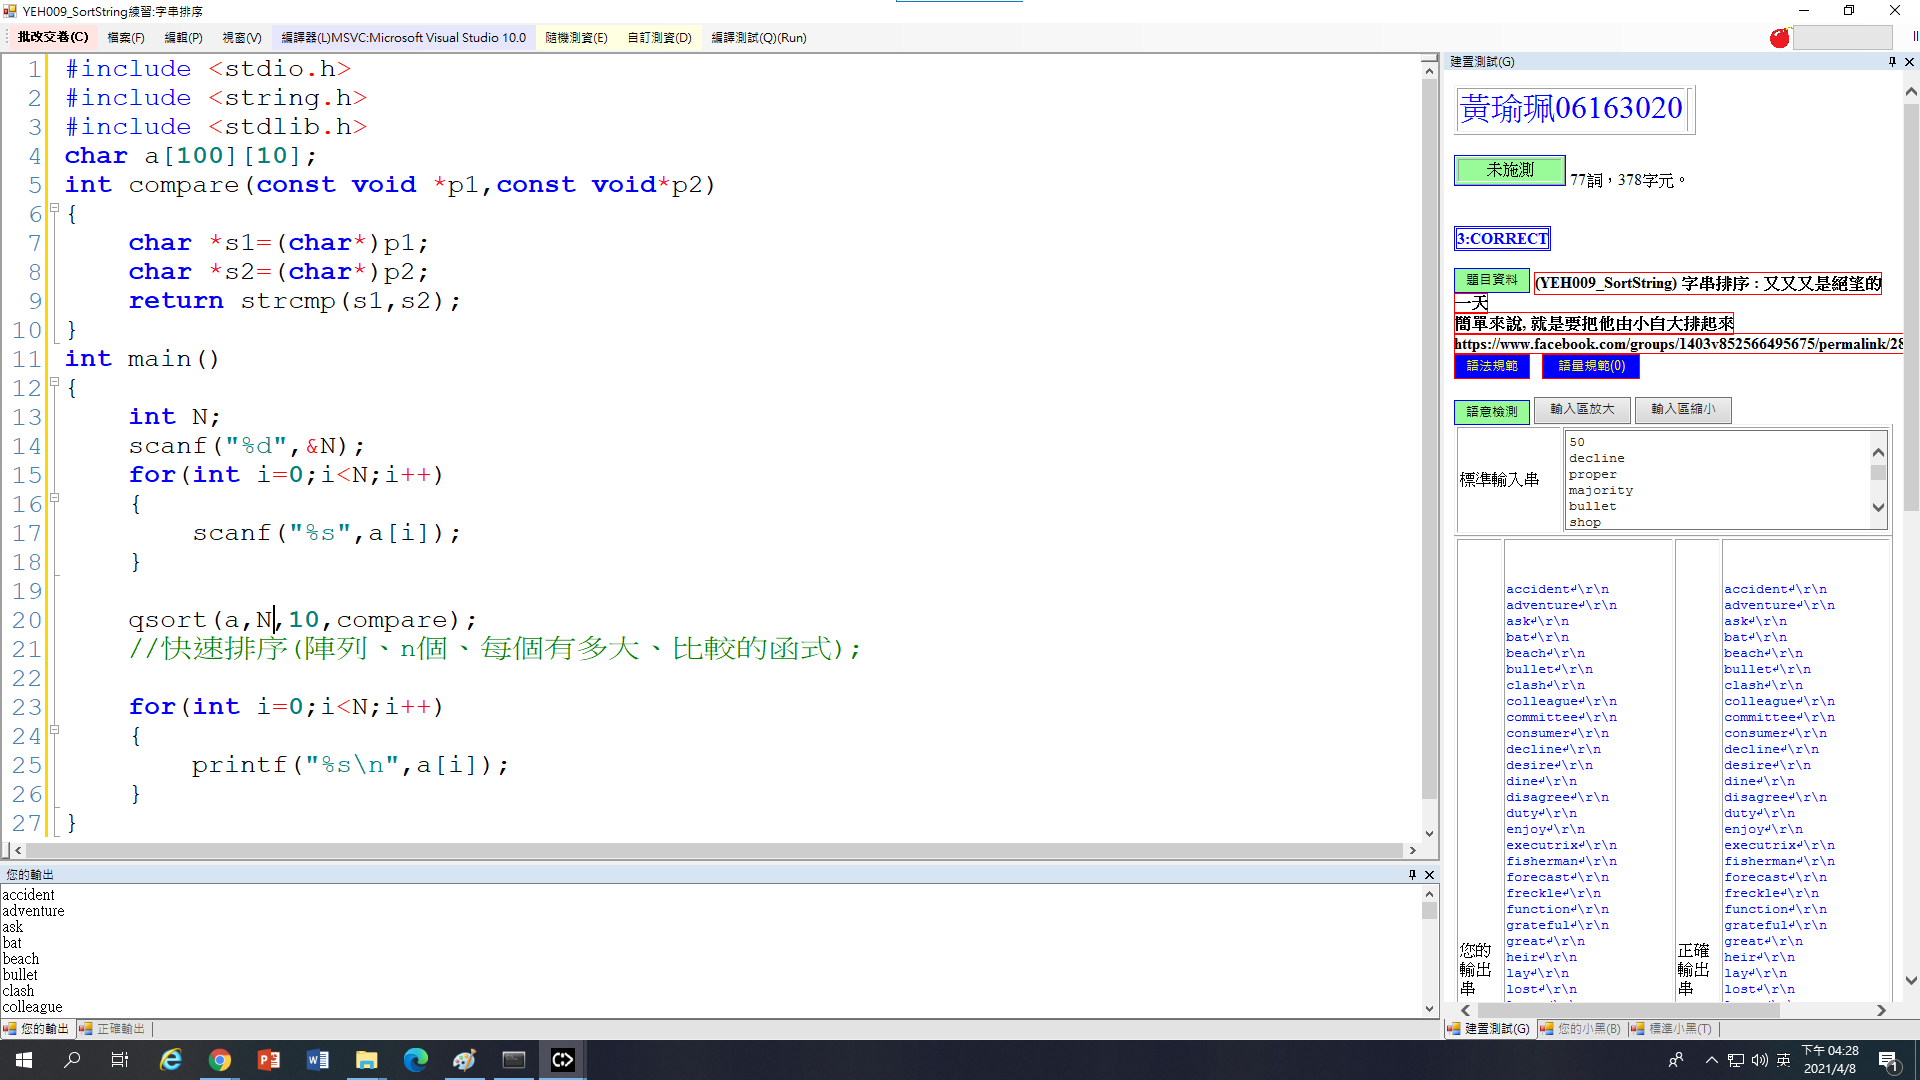 YEH009_SortString練習:字串排序
批改交卷(C) 檔案(F) 編輯(P) 視窗(V) 編譯器(L)MSVC:Microsoft Visual Studio 10.0 隨機測資(E) 自訂測資(D) 編譯測試(Q)(Run)
1 #include <stdio.h>
2 #include <string.h>
3 #include <stdlib.h>
4 char a[100][10];
5 int compare(const void *p1,const void*p2)
6 {
7 char *s1=(char*)p1;
8 char *s2=(char*)p2;
9 return strcmp(s1,s2);
10 }
11 int main()
12 {
13 int N;
14 scanf("%d",&N);
15 for(int i=0;i<N;i++)
16 {
17 scanf("%s",a[i]);
18 }
19
20 qsort(a,N,10,compare);
21 //快速排序(陣列、n個、每個有多大、比較的函式);
22
23 for(int i=0;i<N;i++)
24 {
25 printf("%s\n",a[i]);
26 }
27 }
您的輸出
accident
adventure
ask
bat
beach
bullet
clash
colleague
您的輸出 正確輸出
建置測試(G)
黃瑜珮06163020
未施測 77詞，378字元。
3:CORRECT
題目資料 (YEH009_SortString) 字串排序 : 又又又是絕望的
一天
簡單來說, 就是要把他由小自大排起來
https://www.facebook.com/groups/1403v852566495675/permalink/28
語法規範 語量規範(0)
語意檢測 輸入區放大 輸入區縮小
標準輸入串
50
decline
proper
majority
bullet
shop
您的輸出串
accident↲\r\n
adventure↲\r\n
ask↲\r\n
bat↲\r\n
beach↲\r\n
bullet↲\r\n
clash↲\r\n
colleague↲\r\n
committee↲\r\n
consumer↲\r\n
decline↲\r\n
desire↲\r\n
dine↲\r\n
disagree↲\r\n
duty↲\r\n
enjoy↲\r\n
executrix↲\r\n
fisherman↲\r\n
forecast↲\r\n
freckle↲\r\n
function↲\r\n
grateful↲\r\n
great↲\r\n
heir↲\r\n
lay↲\r\n
lost↲\r\n
正確輸出串
accident↲\r\n
adventure↲\r\n
ask↲\r\n
bat↲\r\n
beach↲\r\n
bullet↲\r\n
clash↲\r\n
colleague↲\r\n
committee↲\r\n
consumer↲\r\n
decline↲\r\n
desire↲\r\n
dine↲\r\n
disagree↲\r\n
duty↲\r\n
enjoy↲\r\n
executrix↲\r\n
fisherman↲\r\n
forecast↲\r\n
freckle↲\r\n
function↲\r\n
grateful↲\r\n
great↲\r\n
heir↲\r\n
lay↲\r\n
lost↲\r\n
建置測試(G) 您的小黑(B) 標準小黑(T)
英
下午 04:28
2021/4/8
1